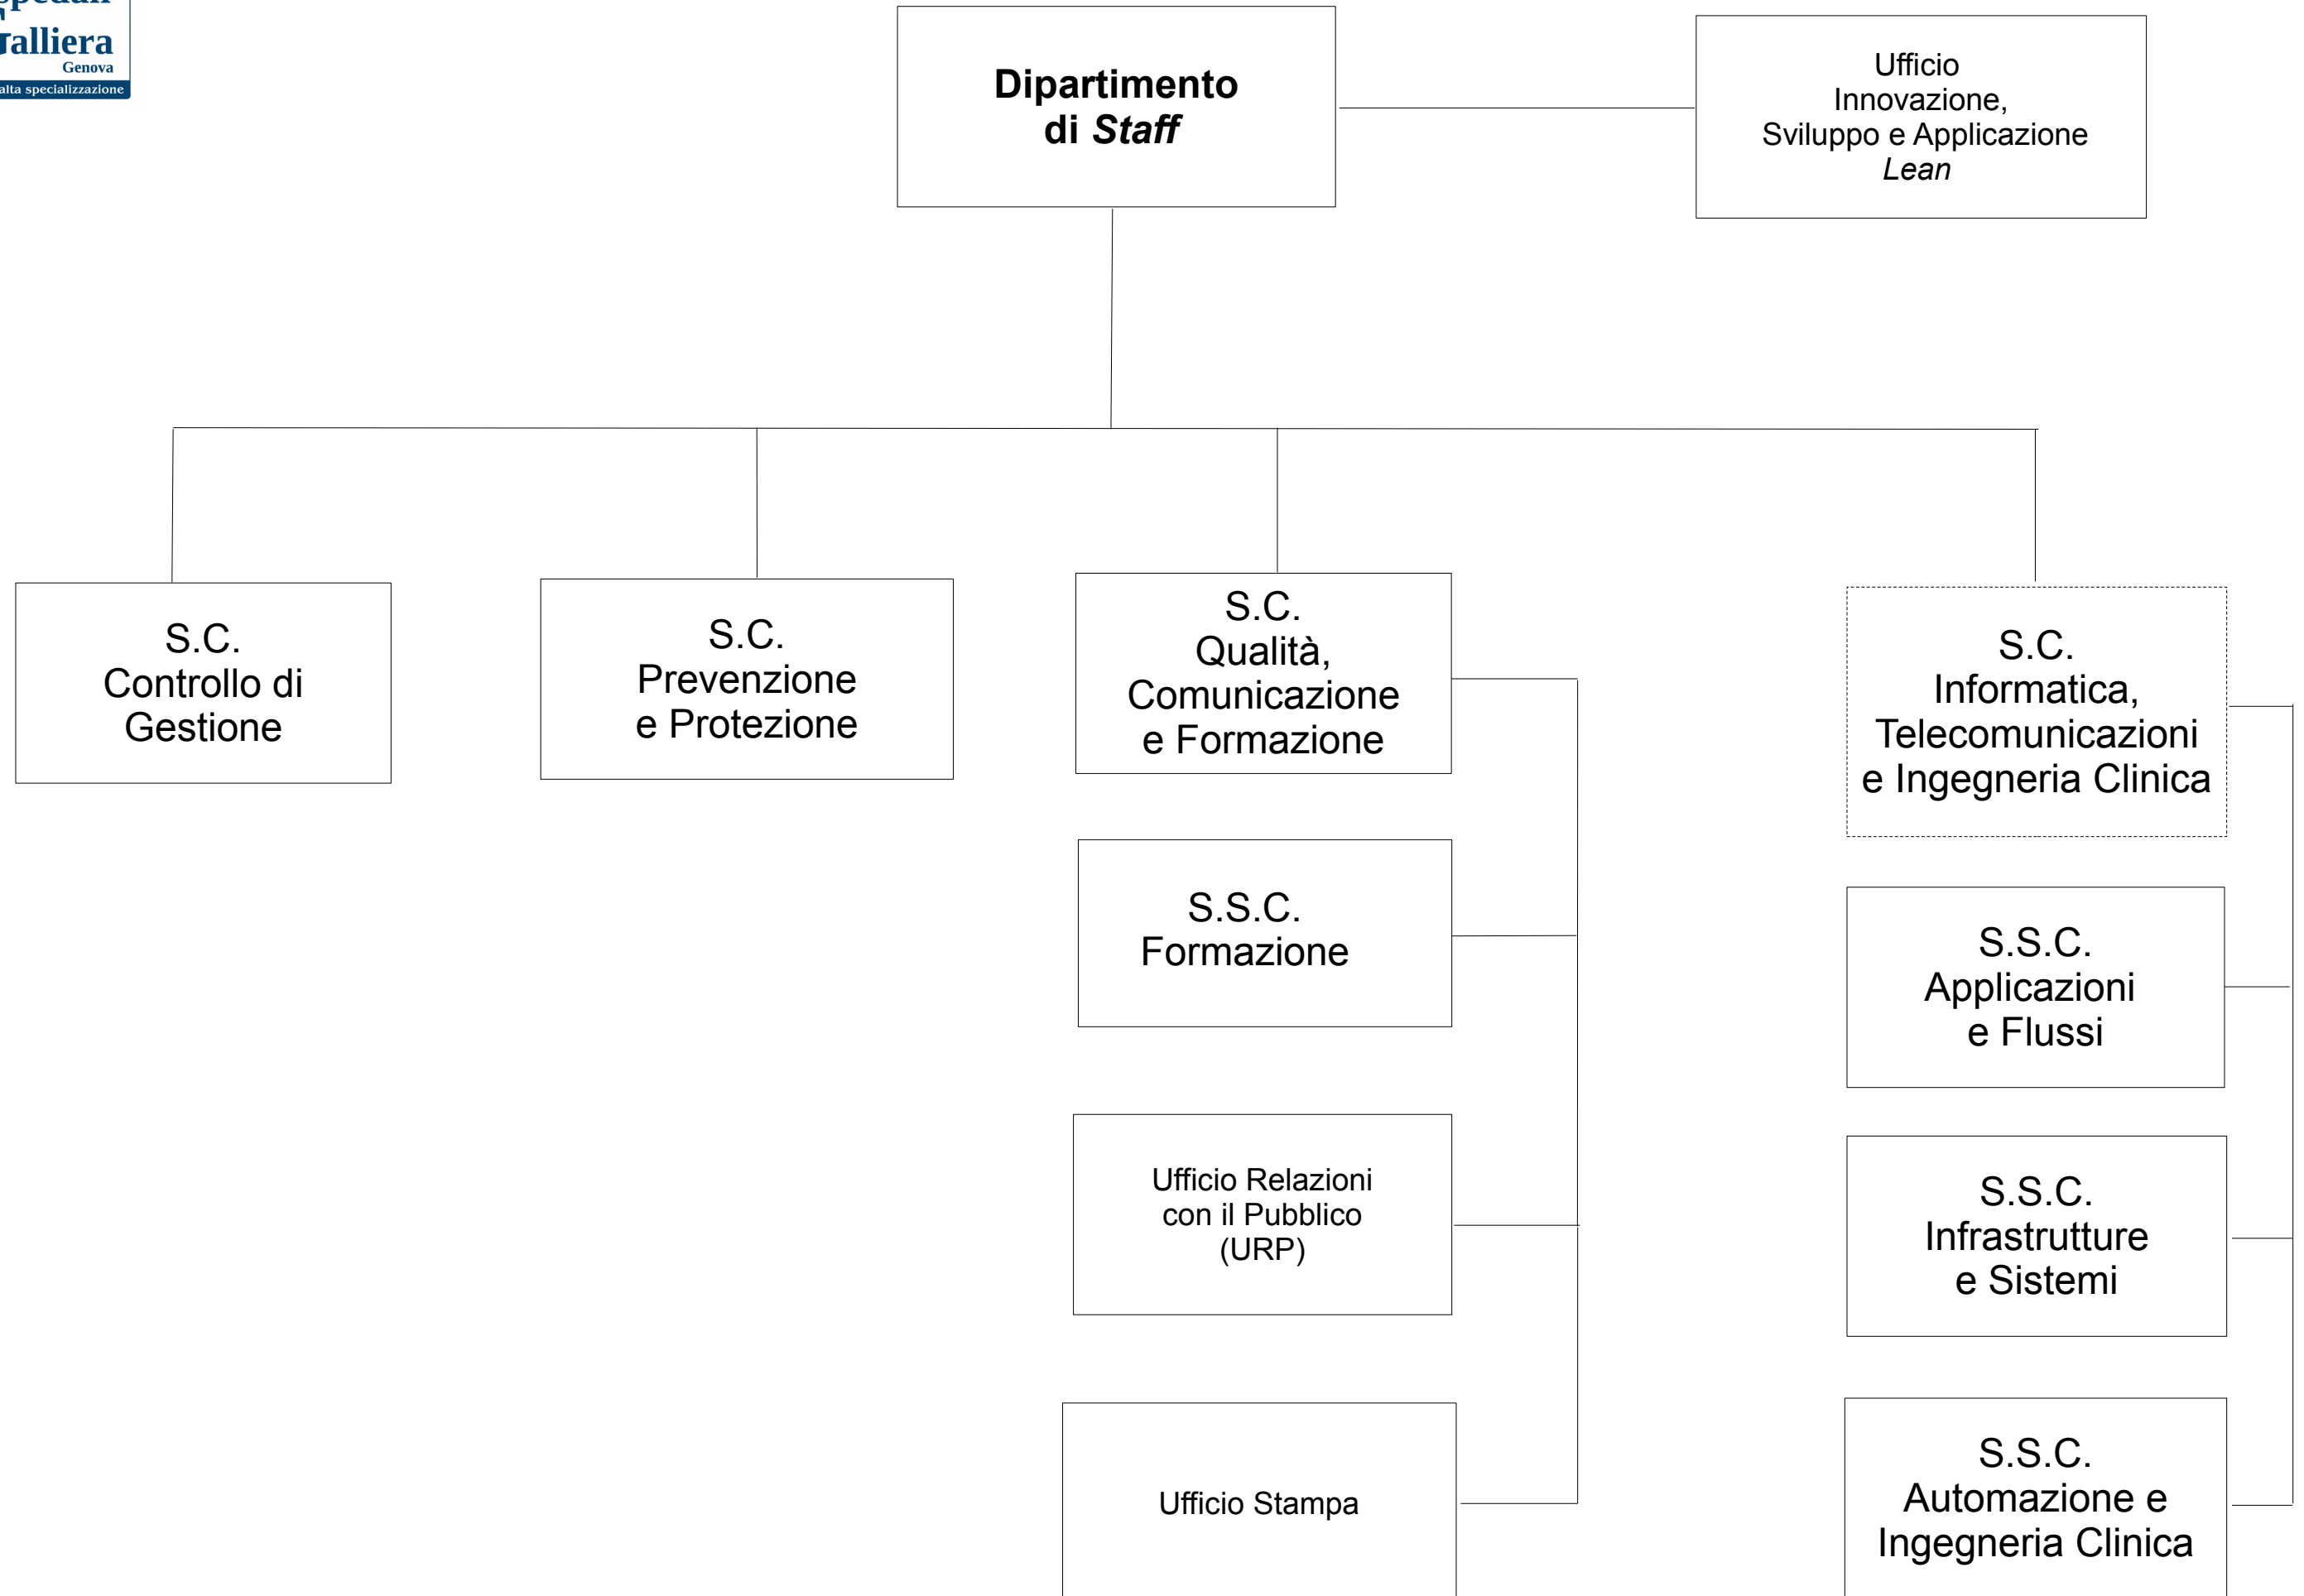 Genova
alta specializzazione
Dipartimento
di Staff
Ufficio
Innovazione,
Sviluppo e Applicazione
Lean
S.C.
Controllo di
Gestione
S.C.
Prevenzione
e Protezione
S.C.
Qualità,
Comunicazione
e Formazione
S.S.C.
Formazione
Ufficio Relazioni
con il Pubblico
(URP)
Ufficio Stampa
S.C.
Informatica,
Telecomunicazioni
e Ingegneria Clinica
S.S.C.
Applicazioni
e Flussi
S.S.C.
Infrastrutture
e Sistemi
S.S.C.
Automazione e
Ingegneria Clinica